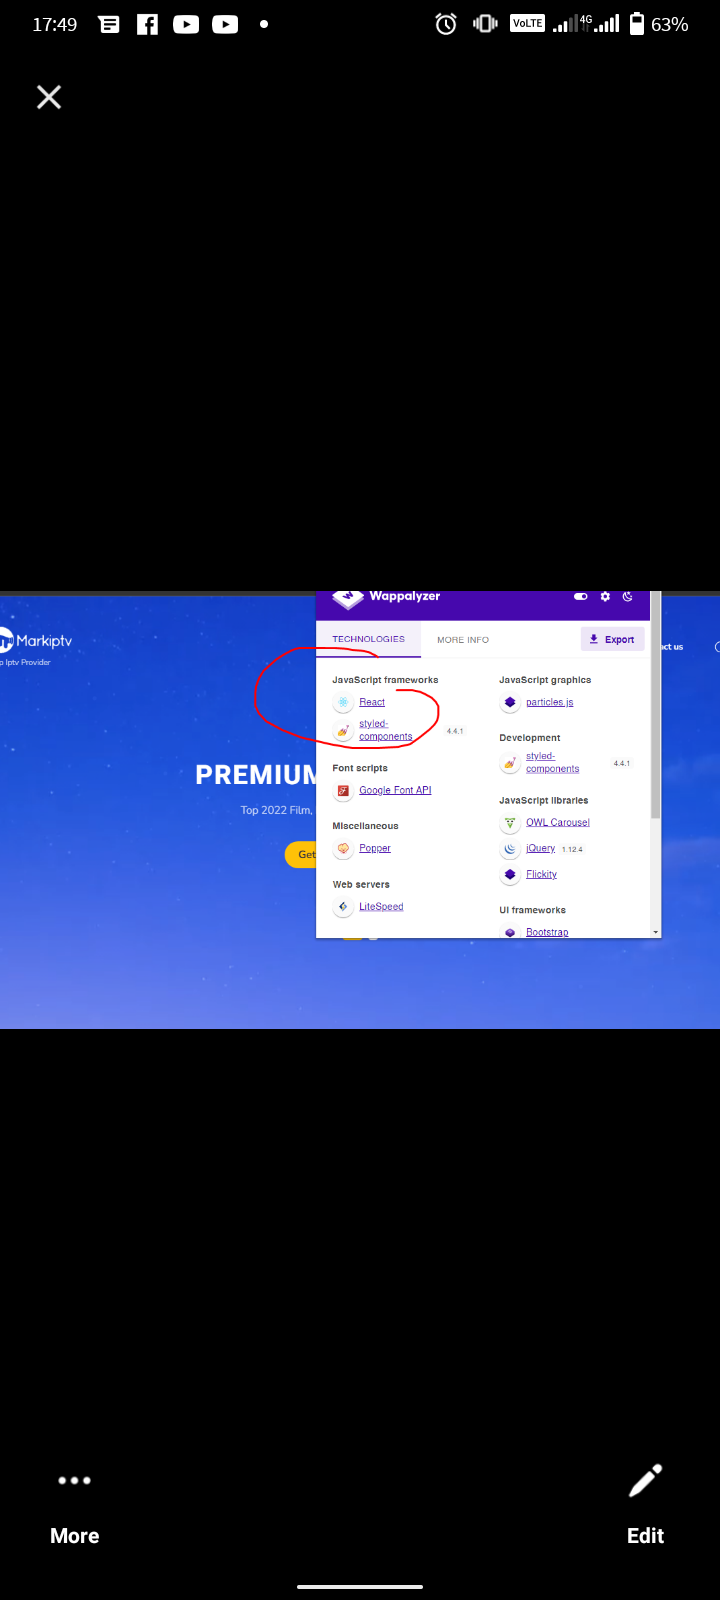 17:49
VoLTE
4G
63%
Wappalyzer
Markiptv
p Iptv Provider
TECHNOLOGIES
MORE INFO
Export
act us
JavaScript frameworks
React
styled-
components
4.4.1
Font scripts
Google Font API
Miscellaneous
Popper
Web servers
LiteSpeed
JavaScript graphics
particles.js
Development
styled-
components
4.4.1
JavaScript libraries
OWL Carousel
jQuery 1.12.4
Flickity
UI frameworks
Bootstrap
PREMIUM
Top 2022 Film,
Get
More
Edit